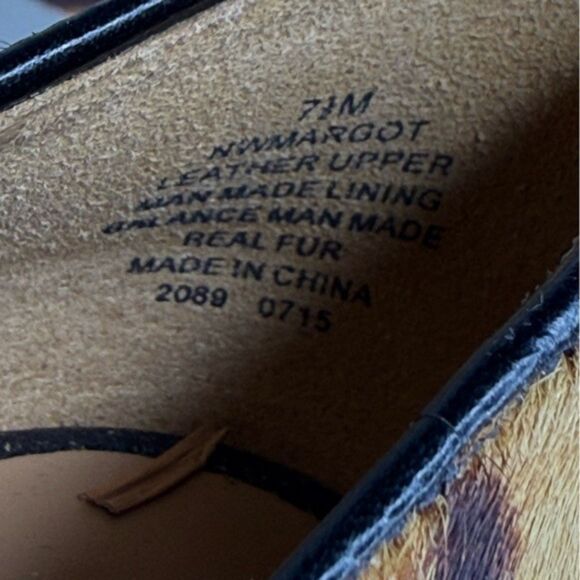 7½M
NWMARGOT
LEATHER UPPER
MAN MADE LINING
BALANCE MAN MADE
REAL FUR
MADE IN CHINA
2089 0715